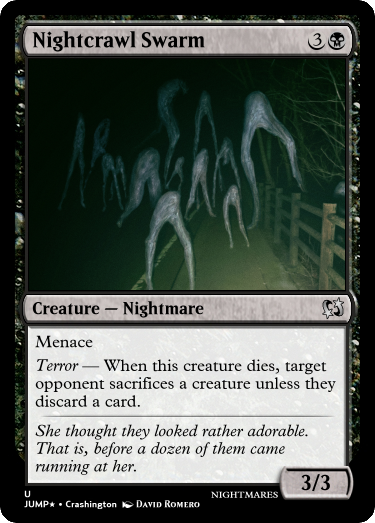 Nightcrawl Swarm 3
Creature — Nightmare
Menace
Terror — When this creature dies, target
opponent sacrifices a creature unless they
discard a card.
She thought they looked rather adorable.
That is, before a dozen of them came
running at her.
3/3
U
NIGHTMARES
JUMP★ • Crashington DAVID ROMERO